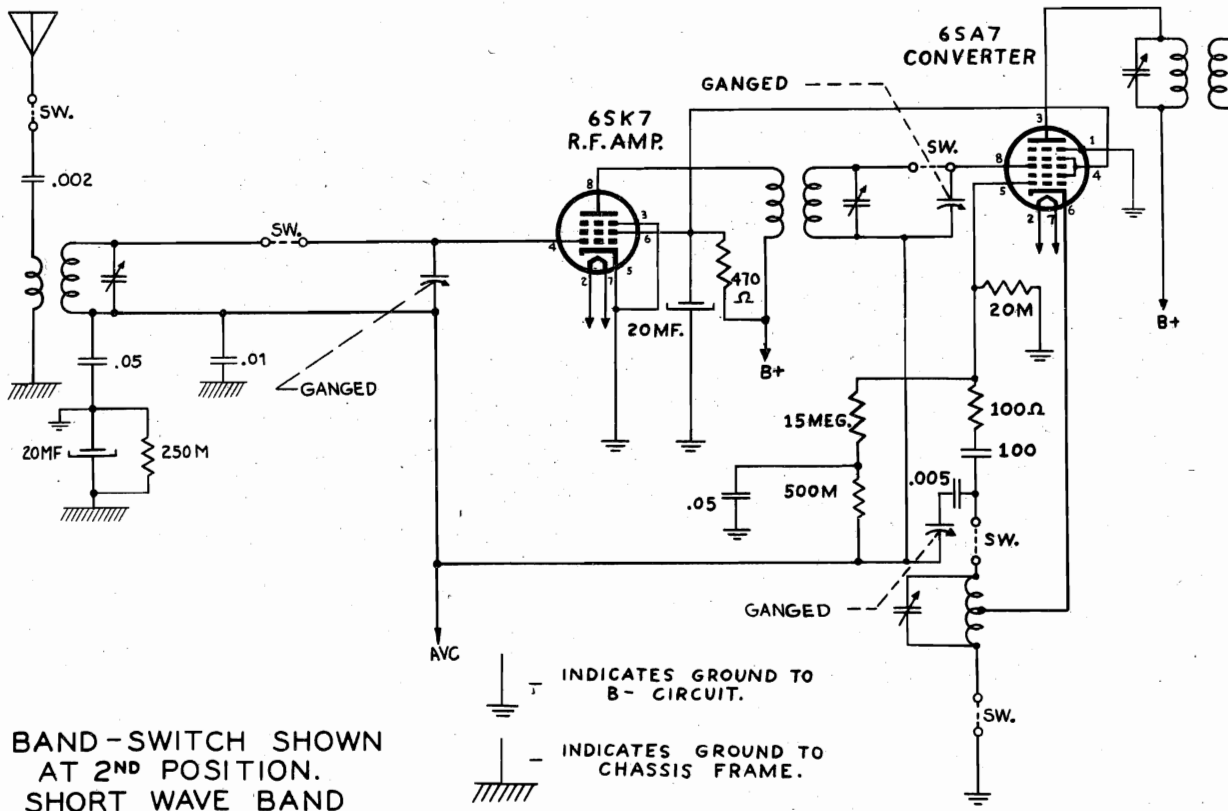 6SA7
CONVERTER
GANGED
6SK7
R.F. AMP.
SW.
.002
SW.
SW.
8
3
6
4
5
2
7
3
1
8
4
5
6
2
7
470
Ω
20MF.
B+
B+
20M
.05
.01
GANGED
20MF
250M
15 MEG.
100Ω
100
.05
500M
.005
SW.
GANGED
AVC
SW.
INDICATES GROUND TO
B- CIRCUIT.
INDICATES GROUND TO
CHASSIS FRAME.
BAND-SWITCH SHOWN
AT 2ND POSITION.
SHORT WAVE BAND